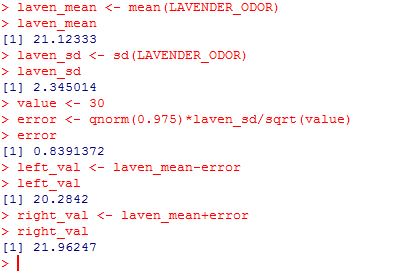 > laven_mean <- mean(LAVENDER_ODOR)
> laven_mean
[1] 21.12333
> laven_sd <- sd(LAVENDER_ODOR)
> laven_sd
[1] 2.345014
> value <- 30
> error <- qnorm(0.975)*laven_sd/sqrt(value)
> error
[1] 0.8391372
> left_val <- laven_mean-error
> left_val
[1] 20.2842
> right_val <- laven_mean+error
> right_val
[1] 21.96247
>